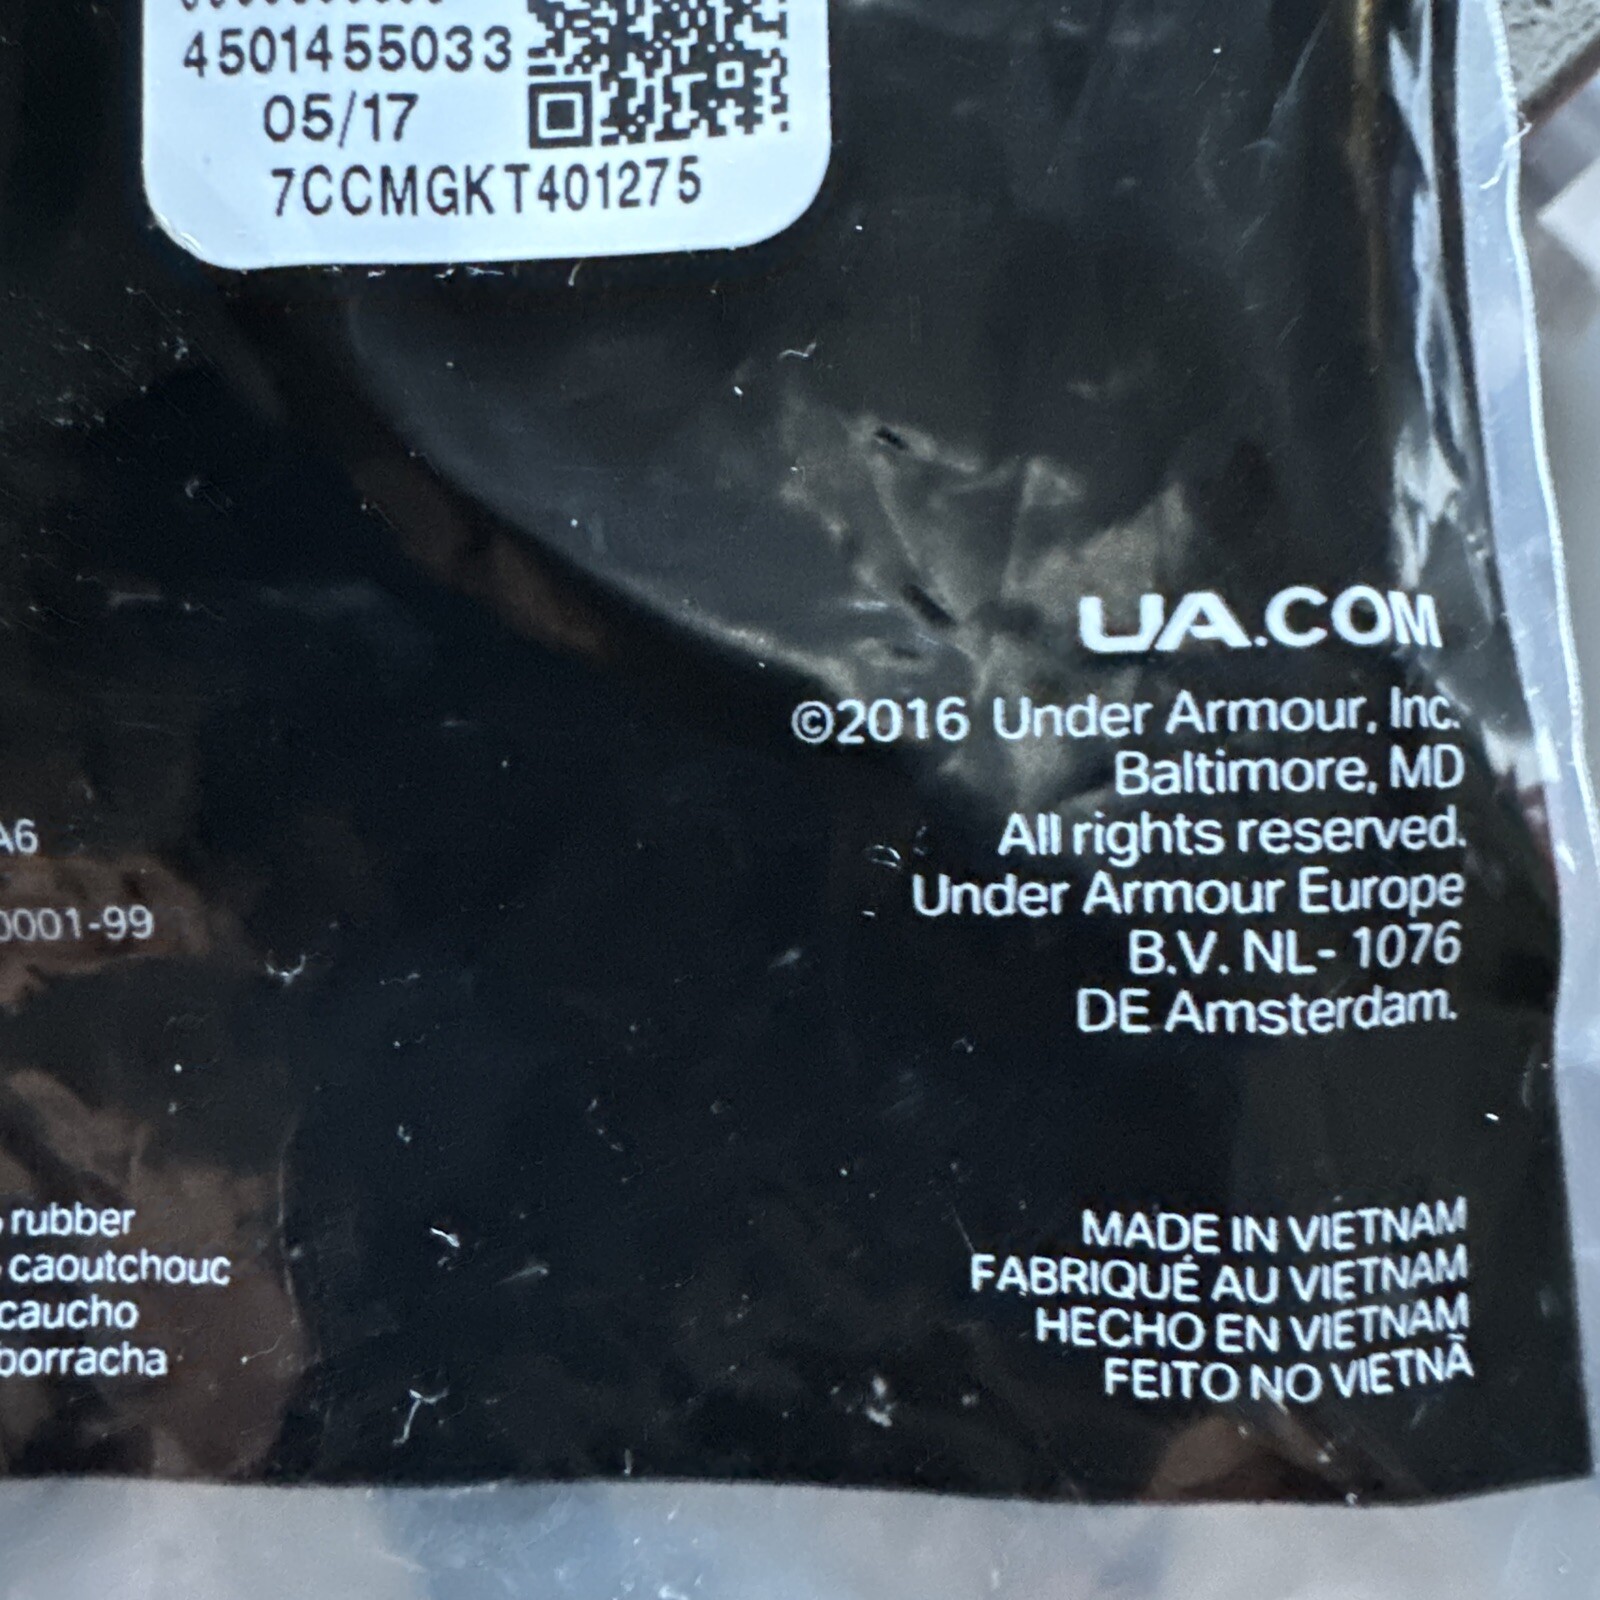 4501455033
05/17
7CCMGKT401275
UA.COM
©2016 Under Armour, Inc.
Baltimore, MD
All rights reserved.
Under Armour Europe
B.V. NL- 1076
DE Amsterdam.
A6
0001-99
rubber
caoutchouc
caucho
borracha
MADE IN VIETNAM
FABRIQUÉ AU VIETNAM
HECHO EN VIETNAM
FEITO NO VIETNÃ